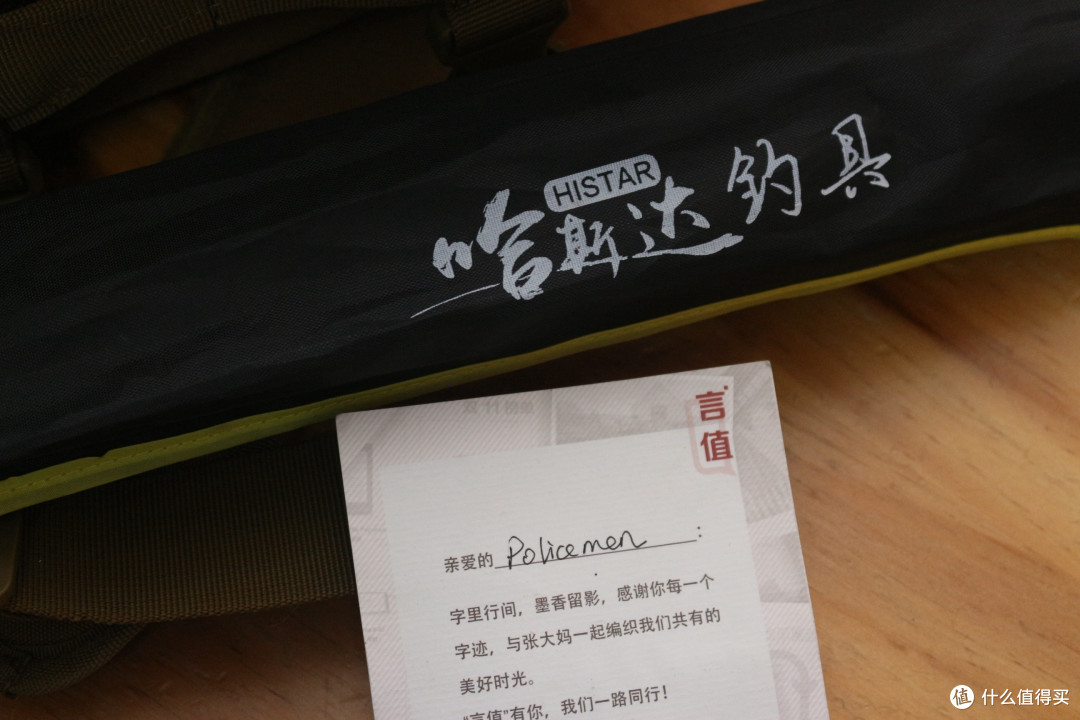 HISTAR
哈斯达钓具
言值
亲爱的 Policemen :
字里行间，墨香留影，感谢你每一个
字迹，与张大妈一起编织我们共有的
美好时光。
“言值”有你，我们一路同行！
值 什么值得买